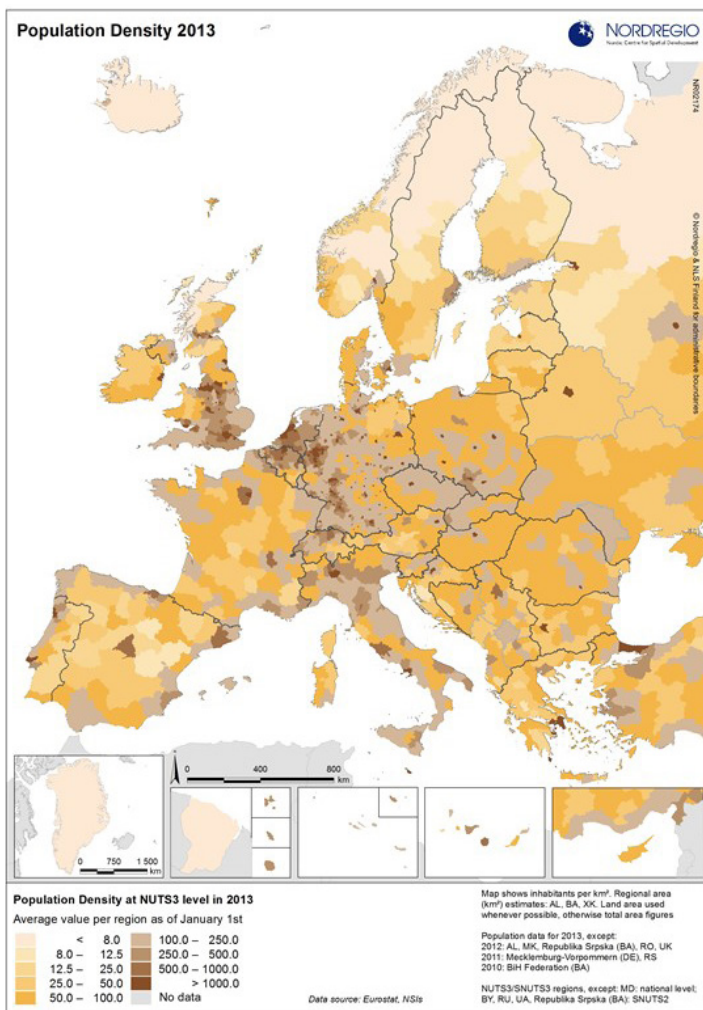 Population Density 2013
NORDREGIO
Nordic Centre for Spatial Development
NR02174
© Nordregio & NLS Finland for administrative boundaries
0 400 800
km
0 750 1 500
km
Population Density at NUTS3 level in 2013
Average value per region as of January 1st
< 8.0
8.0 – 12.5
12.5 – 25.0
25.0 – 50.0
50.0 – 100.0
100.0 – 250.0
250.0 – 500.0
500.0 – 1000.0
> 1000.0
No data
Data source: Eurostat, NSIs
Map shows inhabitants per km². Regional area
(km²) estimates: AL, BA, XK. Land area used
whenever possible, otherwise total area figures
Population data for 2013, except:
2012: AL, MK, Republika Srpska (BA), RO, UK
2011: Mecklemburg-Vorpommern (DE), RS
2010: BiH Federation (BA)
NUTS3/SNUTS3 regions, except: MD: national level;
BY, RU, UA, Republika Srpska (BA): SNUTS2